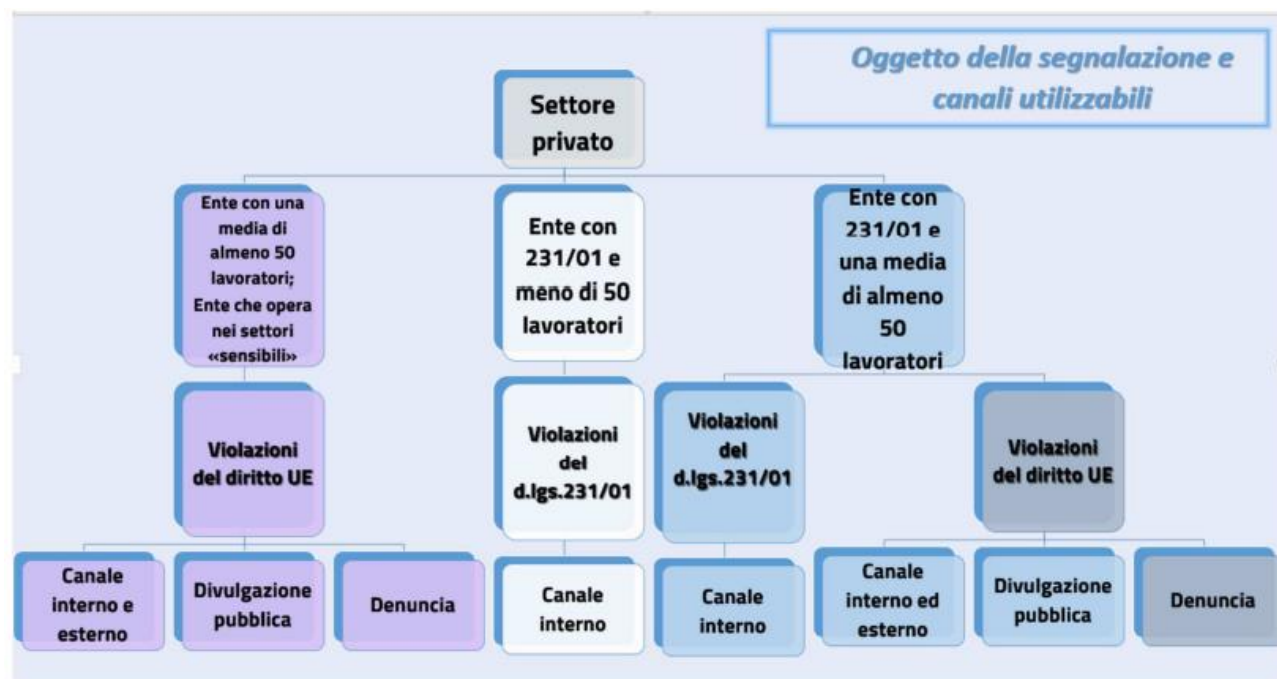 Oggetto della segnalazione e
canali utilizzabili
Settore
privato
Ente con una
media di
almeno 50
lavoratori;
Ente che opera
nei settori
«sensibili»
Ente con
231/01 e
meno di 50
lavoratori
Ente con
231/01 e
una media
di almeno
50
lavoratori
Violazioni
del diritto UE
Violazioni
del
d.lgs.231/01
Violazioni
del
d.lgs.231/01
Violazioni
del diritto UE
Canale
interno e
esterno
Divulgazione
pubblica
Denuncia
Canale
interno
Canale
interno
Canale
interno ed
esterno
Divulgazione
pubblica
Denuncia